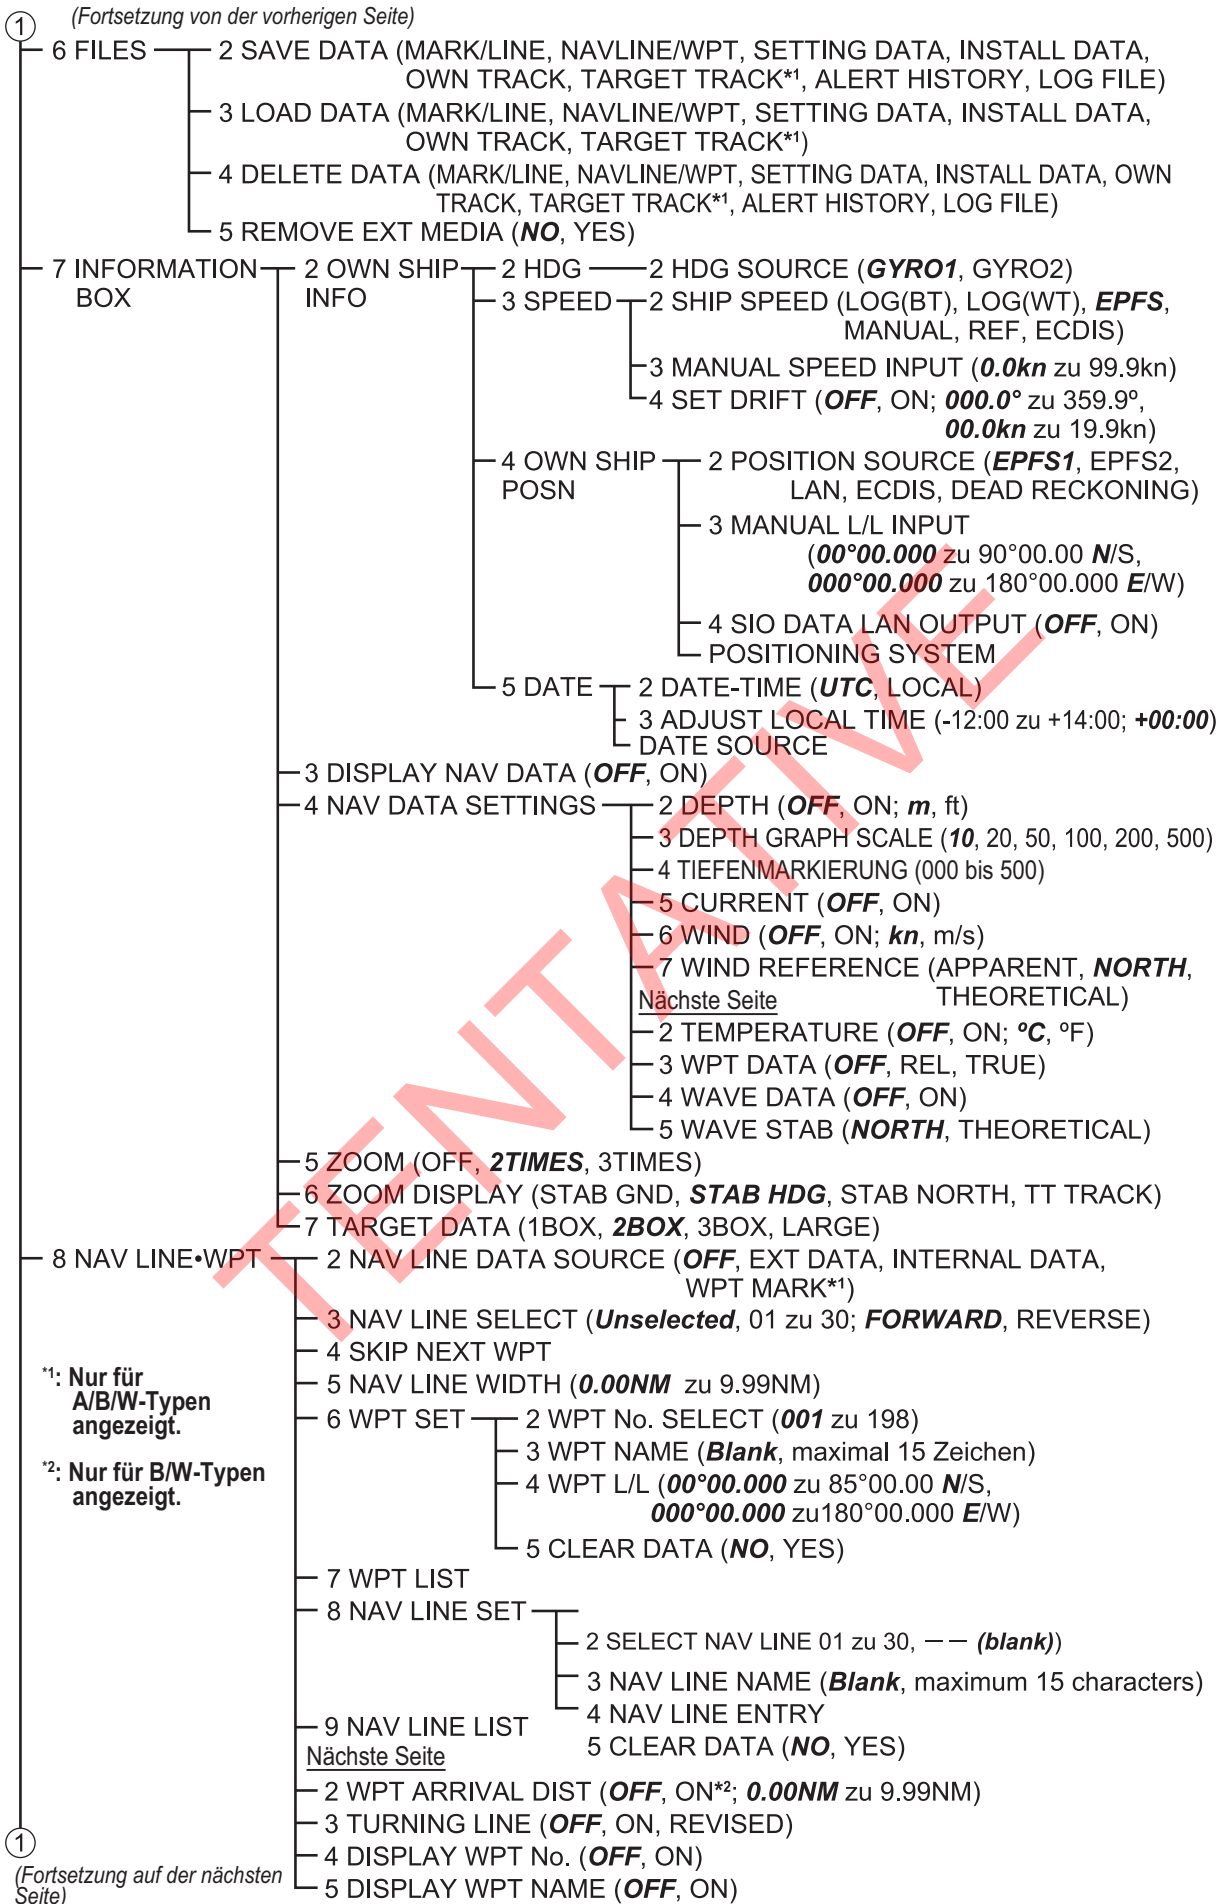 (Fortsetzung von der vorherigen Seite)
1
6 FILES
2 SAVE DATA (MARK/LINE, NAVLINE/WPT, SETTING DATA, INSTALL DATA,
OWN TRACK, TARGET TRACK*1, ALERT HISTORY, LOG FILE)
3 LOAD DATA (MARK/LINE, NAVLINE/WPT, SETTING DATA, INSTALL DATA,
OWN TRACK, TARGET TRACK*1)
4 DELETE DATA (MARK/LINE, NAVLINE/WPT, SETTING DATA, INSTALL DATA, OWN
TRACK, TARGET TRACK*1, ALERT HISTORY, LOG FILE)
5 REMOVE EXT MEDIA (NO, YES)
7 INFORMATION
BOX
2 OWN SHIP
INFO
2 HDG
2 HDG SOURCE (GYRO1, GYRO2)
3 SPEED
2 SHIP SPEED (LOG(BT), LOG(WT), EPFS,
MANUAL, REF, ECDIS)
3 MANUAL SPEED INPUT (0.0kn zu 99.9kn)
4 SET DRIFT (OFF, ON; 000.0° zu 359.9º,
00.0kn zu 19.9kn)
4 OWN SHIP
POSN
2 POSITION SOURCE (EPFS1, EPFS2,
LAN, ECDIS, DEAD RECKONING)
3 MANUAL L/L INPUT
(00°00.000 zu 90°00.00 N/S,
000°00.000 zu 180°00.000 E/W)
4 SIO DATA LAN OUTPUT (OFF, ON)
POSITIONING SYSTEM
5 DATE
2 DATE-TIME (UTC, LOCAL)
3 ADJUST LOCAL TIME (-12:00 zu +14:00; +00:00)
DATE SOURCE
3 DISPLAY NAV DATA (OFF, ON)
4 NAV DATA SETTINGS
2 DEPTH (OFF, ON; m, ft)
3 DEPTH GRAPH SCALE (10, 20, 50, 100, 200, 500)
4 TIEFENMARKIERUNG (000 bis 500)
5 CURRENT (OFF, ON)
6 WIND (OFF, ON; kn, m/s)
7 WIND REFERENCE (APPARENT, NORTH,
THEORETICAL)
Nächste Seite
2 TEMPERATURE (OFF, ON; ºC, ºF)
3 WPT DATA (OFF, REL, TRUE)
4 WAVE DATA (OFF, ON)
5 WAVE STAB (NORTH, THEORETICAL)
5 ZOOM (OFF, 2TIMES, 3TIMES)
6 ZOOM DISPLAY (STAB GND, STAB HDG, STAB NORTH, TT TRACK)
7 TARGET DATA (1BOX, 2BOX, 3BOX, LARGE)
8 NAV LINE•WPT
2 NAV LINE DATA SOURCE (OFF, EXT DATA, INTERNAL DATA,
WPT MARK*1)
3 NAV LINE SELECT (Unselected, 01 zu 30; FORWARD, REVERSE)
4 SKIP NEXT WPT
5 NAV LINE WIDTH (0.00NM zu 9.99NM)
6 WPT SET
2 WPT No. SELECT (001 zu 198)
3 WPT NAME (Blank, maximal 15 Zeichen)
4 WPT L/L (00°00.000 zu 85°00.00 N/S,
000°00.000 zu180°00.000 E/W)
5 CLEAR DATA (NO, YES)
7 WPT LIST
8 NAV LINE SET
2 SELECT NAV LINE 01 zu 30, — — (blank))
3 NAV LINE NAME (Blank, maximum 15 characters)
4 NAV LINE ENTRY
5 CLEAR DATA (NO, YES)
9 NAV LINE LIST
Nächste Seite
2 WPT ARRIVAL DIST (OFF, ON*2; 0.00NM zu 9.99NM)
3 TURNING LINE (OFF, ON, REVISED)
4 DISPLAY WPT No. (OFF, ON)
5 DISPLAY WPT NAME (OFF, ON)
*1: Nur für
A/B/W-Typen
angezeigt.
*2: Nur für B/W-Typen
angezeigt.
1
(Fortsetzung auf der nächsten
Seite)
TENTATIVE